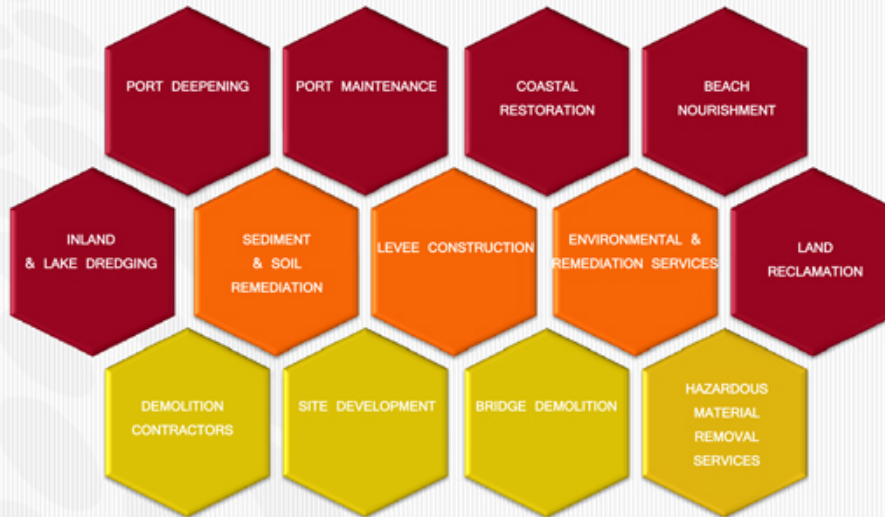 PORT DEEPENING
PORT MAINTENANCE
COASTAL
RESTORATION
BEACH
NOURISHMENT
INLAND
& LAKE DREDGING
SEDIMENT
& SOIL
REMEDIATION
LEVEE CONSTRUCTION
ENVIRONMENTAL &
REMEDIATION SERVICES
LAND
RECLAMATION
DEMOLITION
CONTRACTORS
SITE DEVELOPMENT
BRIDGE DEMOLITION
HAZARDOUS
MATERIAL
REMOVAL
SERVICES